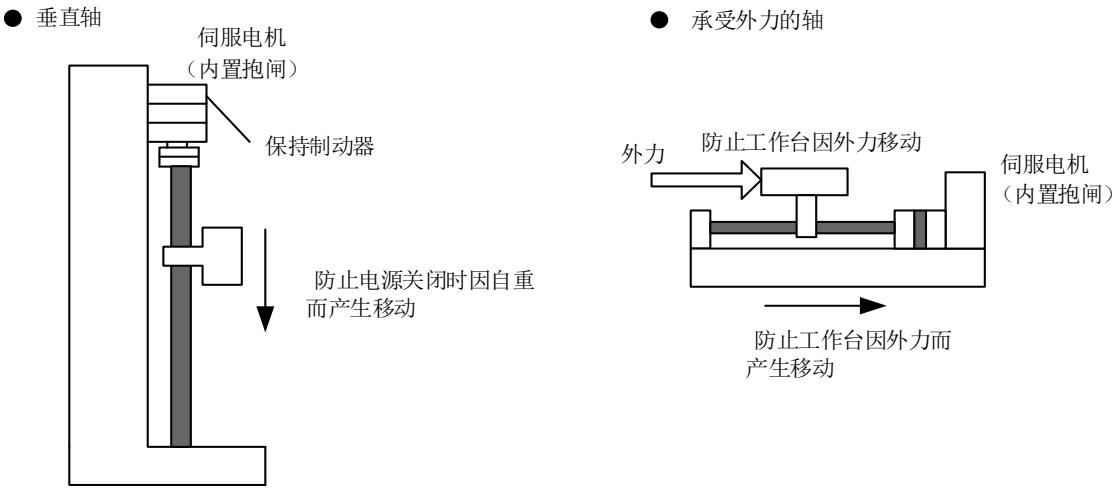 ● 垂直轴
伺服电机
（内置抱闸）
保持制动器
防止电源关闭时因自重
而产生移动
● 承受外力的轴
外力
防止工作台因外力移动
伺服电机
（内置抱闸）
防止工作台因外力而
产生移动